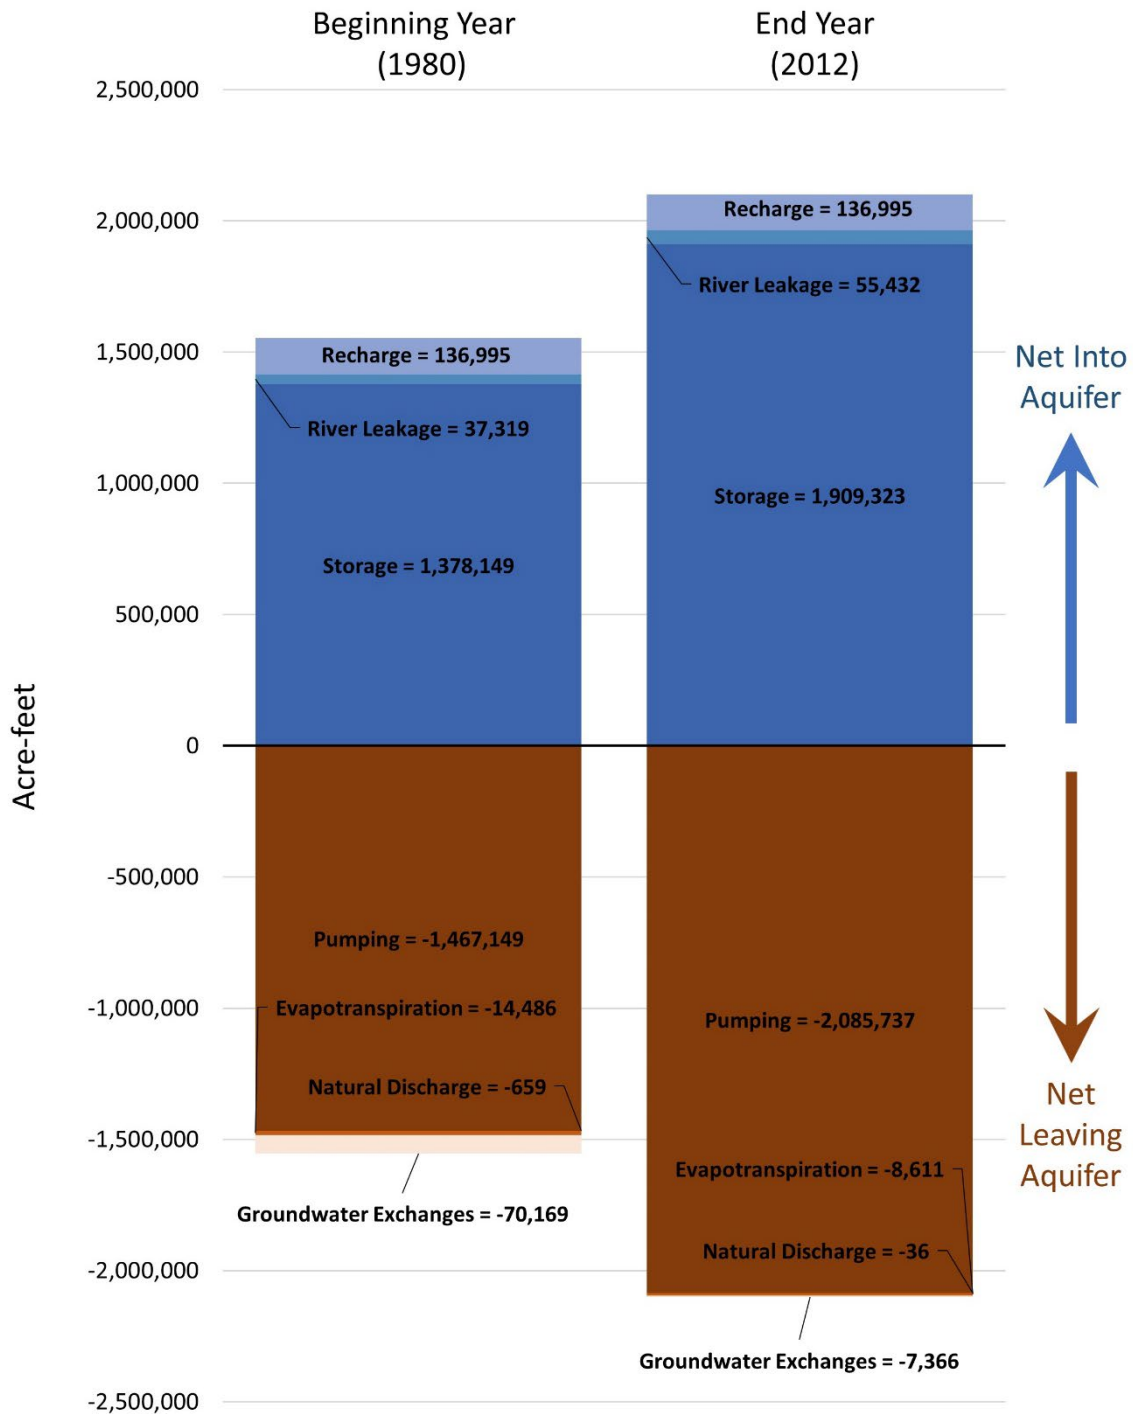 Beginning Year
(1980)
End Year
(2012)
2,500,000
2,000,000
1,500,000
1,000,000
500,000
0
-500,000
-1,000,000
-1,500,000
-2,000,000
-2,500,000
Acre-feet
Recharge = 136,995
River Leakage = 37,319
Storage = 1,378,149
Pumping = -1,467,149
Evapotranspiration = -14,486
Natural Discharge = -659
Groundwater Exchanges = -70,169
Recharge = 136,995
River Leakage = 55,432
Storage = 1,909,323
Pumping = -2,085,737
Evapotranspiration = -8,611
Natural Discharge = -36
Groundwater Exchanges = -7,366
Net Into
Aquifer
Net
Leaving
Aquifer